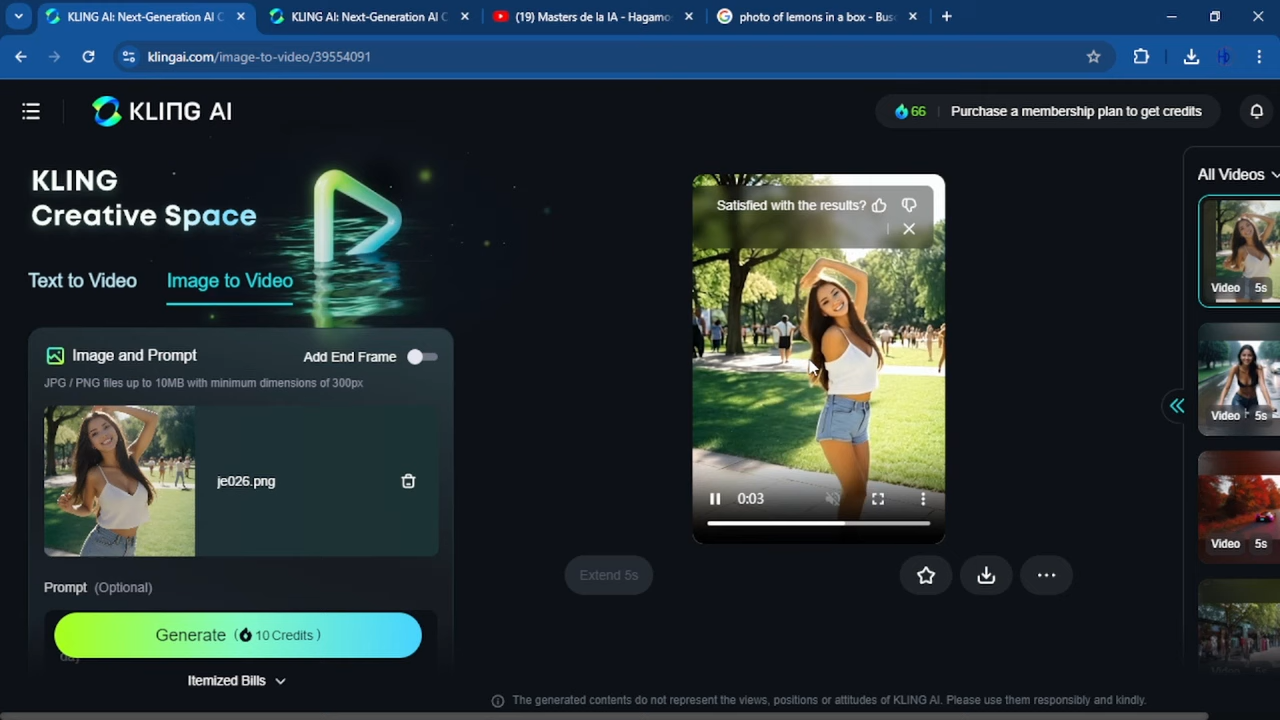 KLING AI: Next-Generation AI C
KLING AI: Next-Generation AI C
(19) Masters de la IA - Hagamo
photo of lemons in a box - Bus
klingai.com/image-to-video/39554091
KLING AI
66
Purchase a membership plan to get credits
KLING
Creative Space
Text to Video
Image to Video
Image and Prompt
Add End Frame
JPG / PNG files up to 10MB with minimum dimensions of 300px
je026.png
Prompt (Optional)
Generate ( 10 Credits )
Itemized Bills
Satisfied with the results?
0:03
Extend 5s
All Videos
Video 5s
Video 5s
Video 5s
The generated contents do not represent the views, positions or attitudes of KLING AI. Please use them responsibly and kindly.